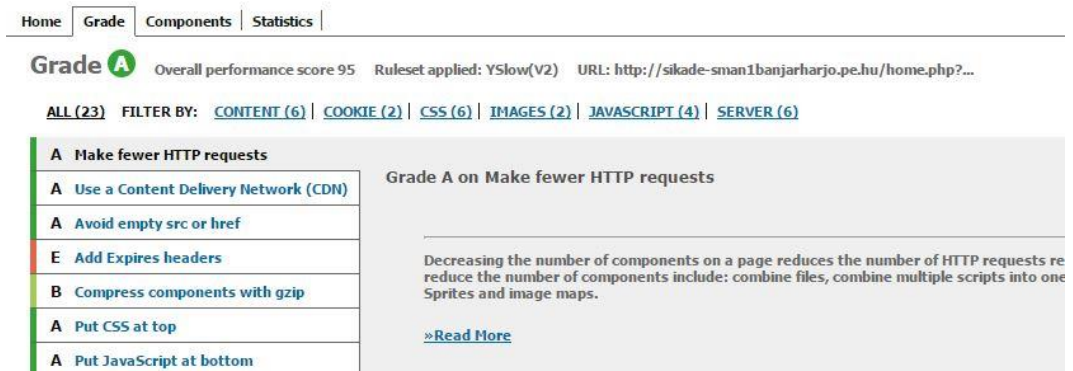 Home Grade Components Statistics
Grade A Overall performance score 95 Ruleset applied: YSlow(V2) URL: http://sikade-sman1banjarharjo.pe.hu/home.php?...
ALL (23) FILTER BY: CONTENT (6) | COOKIE (2) | CSS (6) | IMAGES (2) | JAVASCRIPT (4) | SERVER (6)
A Make fewer HTTP requests
A Use a Content Delivery Network (CDN)
A Avoid empty src or href
E Add Expires headers
B Compress components with gzip
A Put CSS at top
A Put JavaScript at bottom
Grade A on Make fewer HTTP requests
Decreasing the number of components on a page reduces the number of HTTP requests re
reduce the number of components include: combine files, combine multiple scripts into one
Sprites and image maps.
»Read More